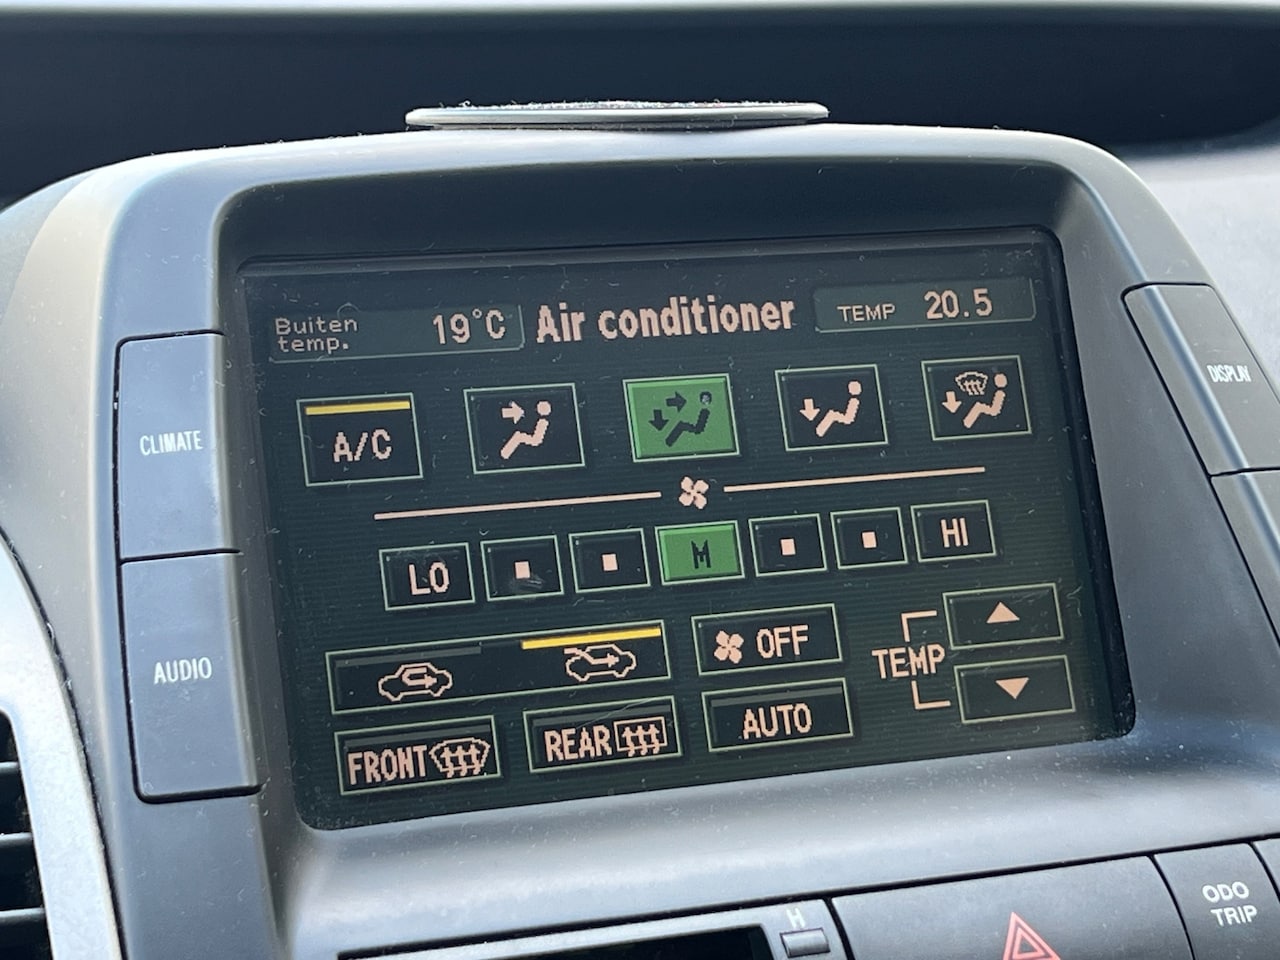 Buiten temp. 19°C
Air conditioner
TEMP 20.5
A/C
LO
M
HI
OFF
TEMP
FRONT
REAR
AUTO
CLIMATE
AUDIO
DISPLAY
H
ODO
TRIP